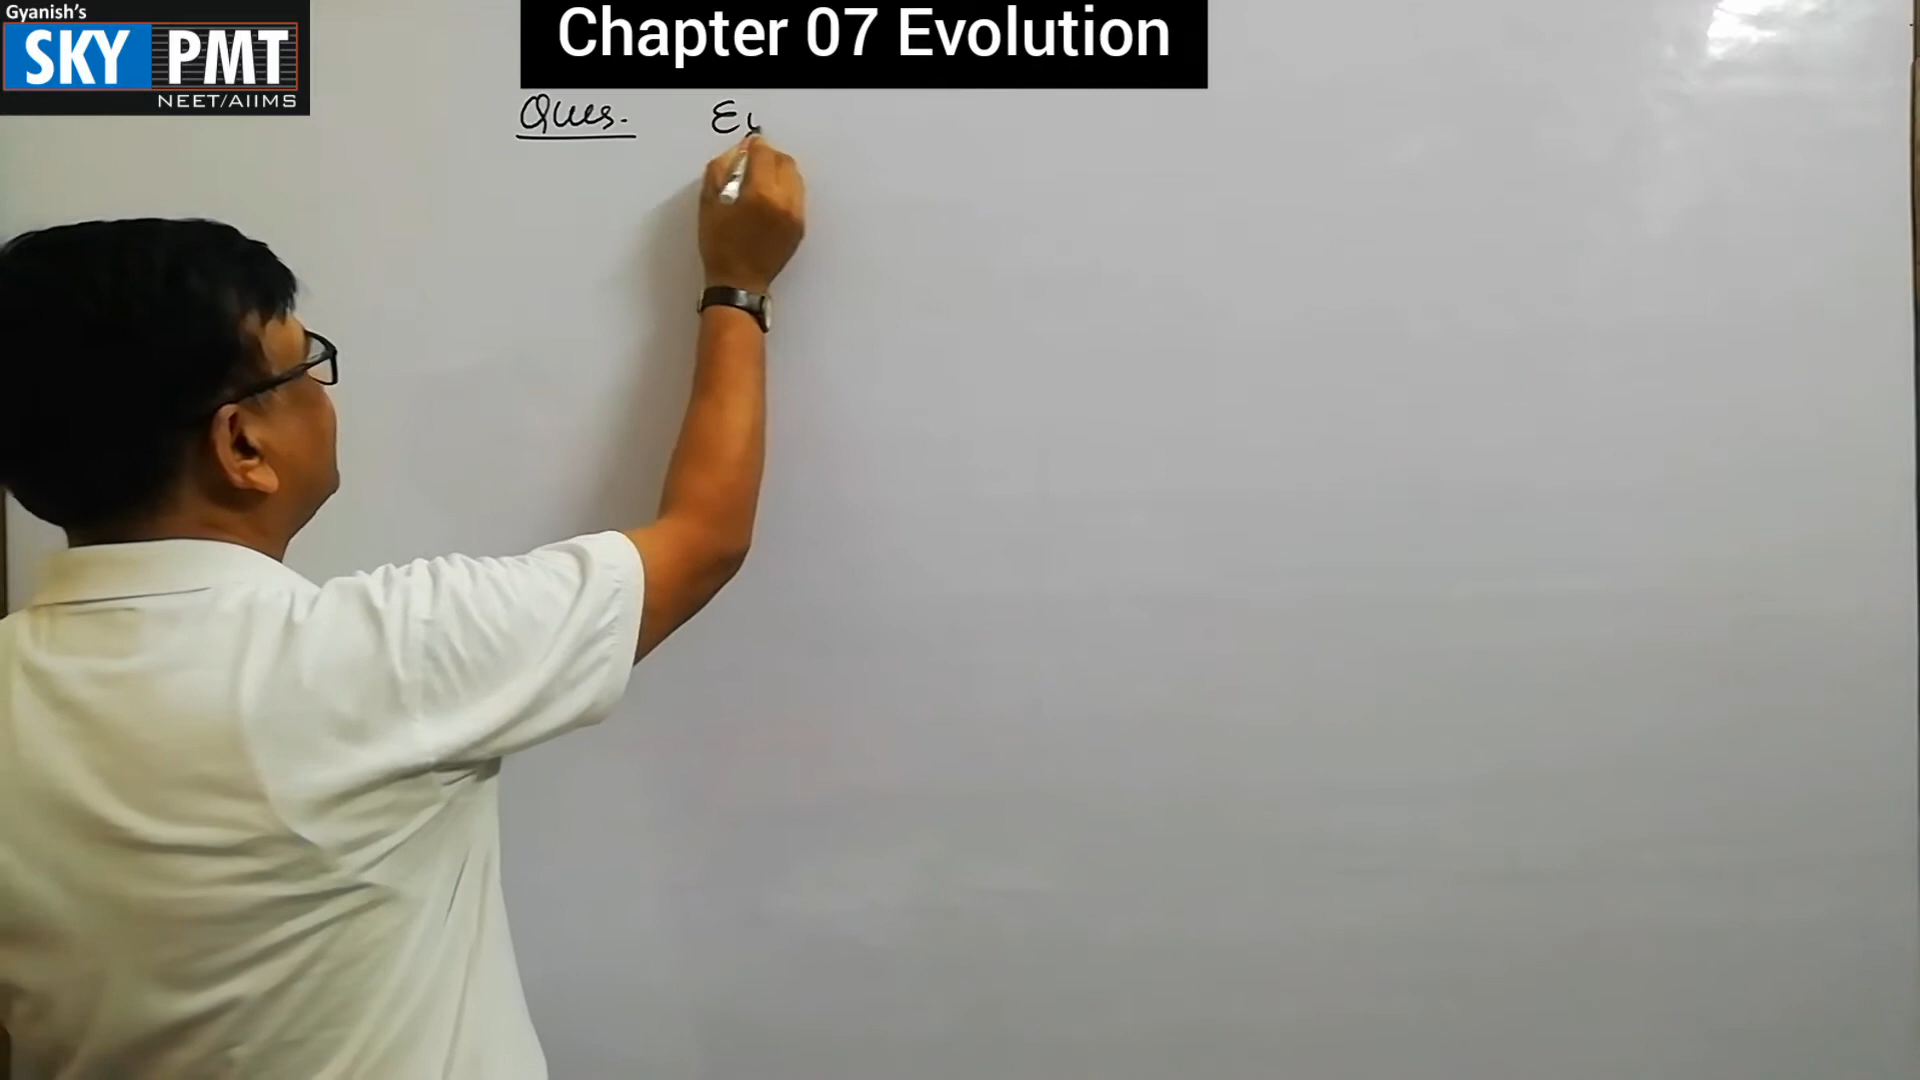 Gyanish's
SKY PMT
NEET/AIIMS
Chapter 07 Evolution
Ques.